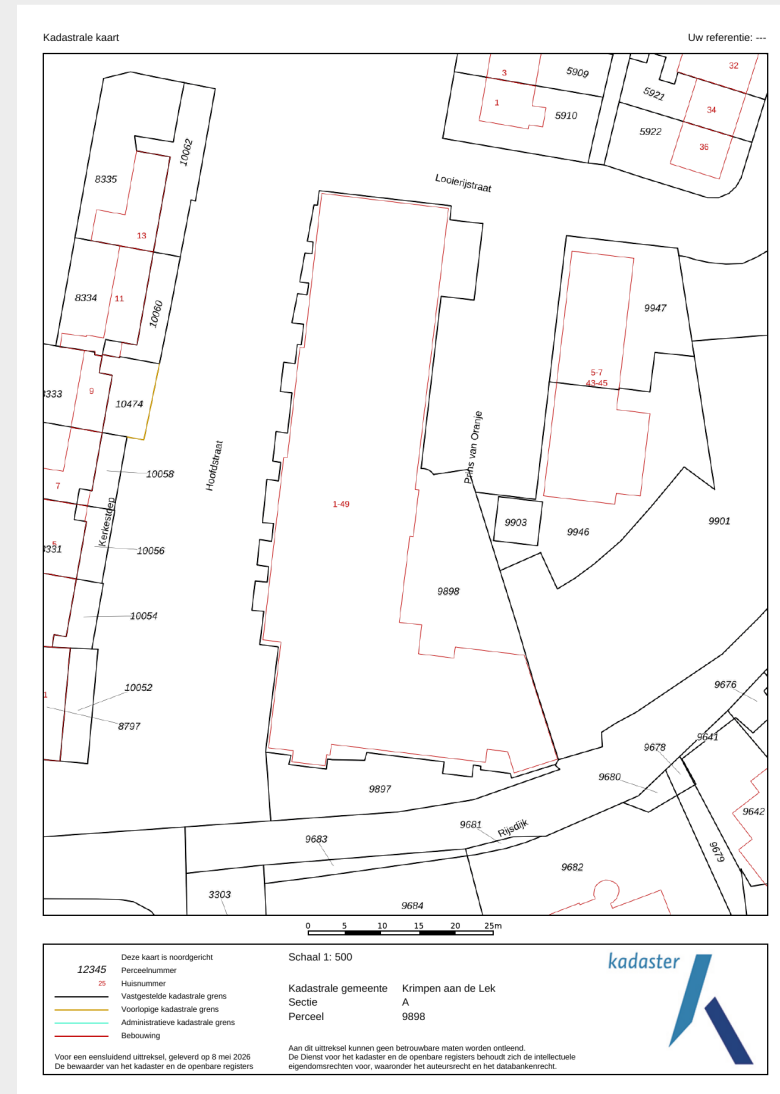 Kadastrale kaart
Uw referentie: ---
32
3
5909
5921
1
34
5910
5922
36
10062
8335
Looierijstraat
13
8334
11
10060
9947
5-7
43-45
9
10474
Prins van Oranje
Hoofdstraat
10058
7
1-49
Kerkestoep
9903
9901
9946
5
10056
9898
10054
9676
10052
1
8797
9641
9678
9680
9897
9642
9681
Rijsdijk
9683
9679
9682
3303
9684
0 5 10 15 20 25m
Deze kaart is noordgericht
12345 Perceelnummer
25 Huisnummer
Vastgestelde kadastrale grens
Voorlopige kadastrale grens
Administratieve kadastrale grens
Bebouwing
Voor een eensluidend uittreksel, geleverd op 8 mei 2026
De bewaarder van het kadaster en de openbare registers
Schaal 1: 500
Kadastrale gemeente Krimpen aan de Lek
Sectie A
Perceel 9898
Aan dit uittreksel kunnen geen betrouwbare maten worden ontleend.
De Dienst voor het kadaster en de openbare registers behoudt zich de intellectuele
eigendomsrechten voor, waaronder het auteursrecht en het databankenrecht.
kadaster